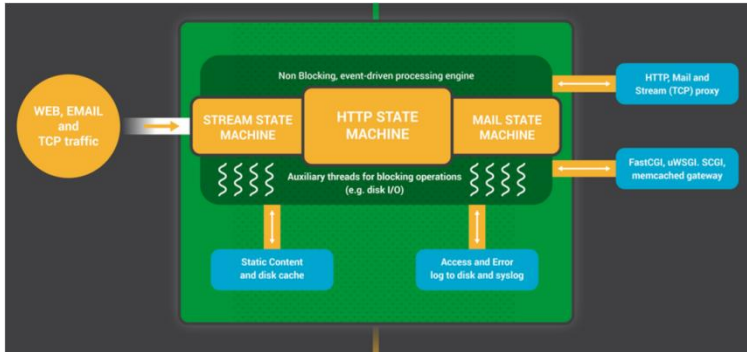 Non Blocking, event-driven processing engine
HTTP, Mail and
Stream (TCP) proxy
WEB, EMAIL
and
TCP traffic
STREAM STATE
MACHINE
HTTP STATE
MACHINE
MAIL STATE
MACHINE
FastCGI, uWSGI. SCGI,
memcached gateway
Auxiliary threads for blocking operations
(e.g. disk I/O)
Static Content
and disk cache
Access and Error
log to disk and syslog